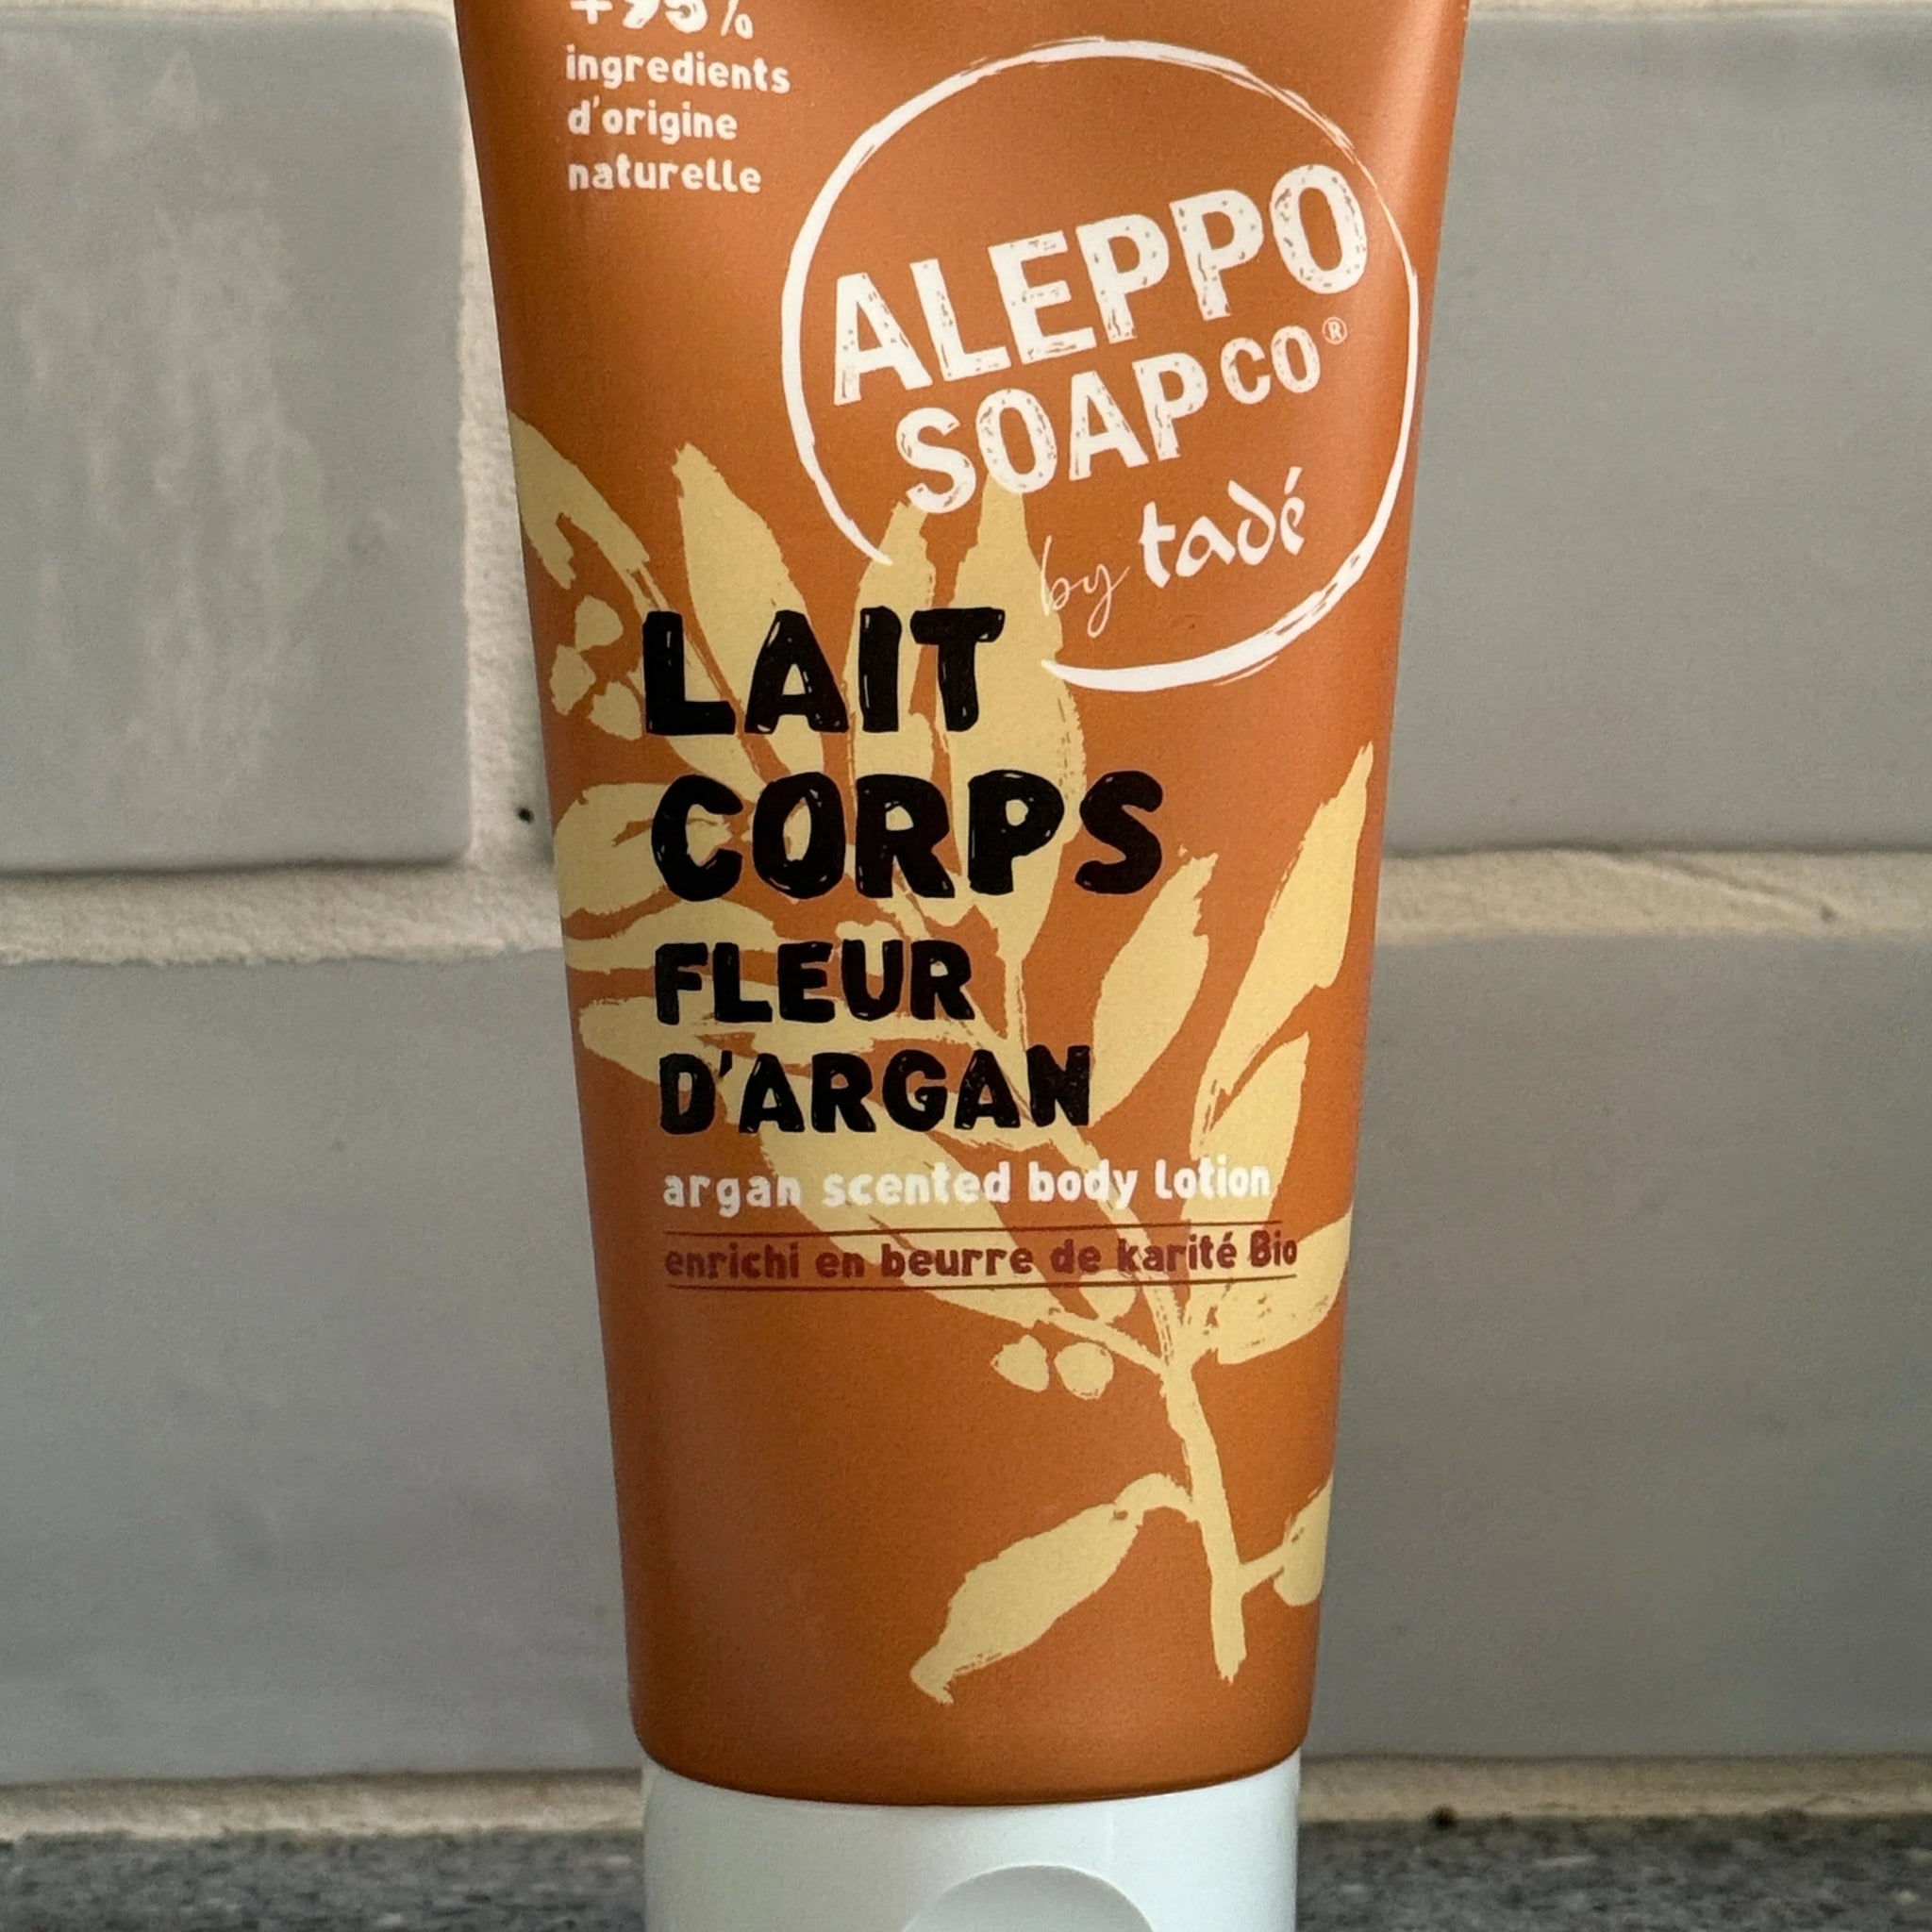 +95%
ingredients
d'origine
naturelle
ALEPPO
SOAP CO®
by tadé
LAIT
CORPS
FLEUR
D'ARGAN
argan scented body lotion
enrichi en beurre de karité Bio